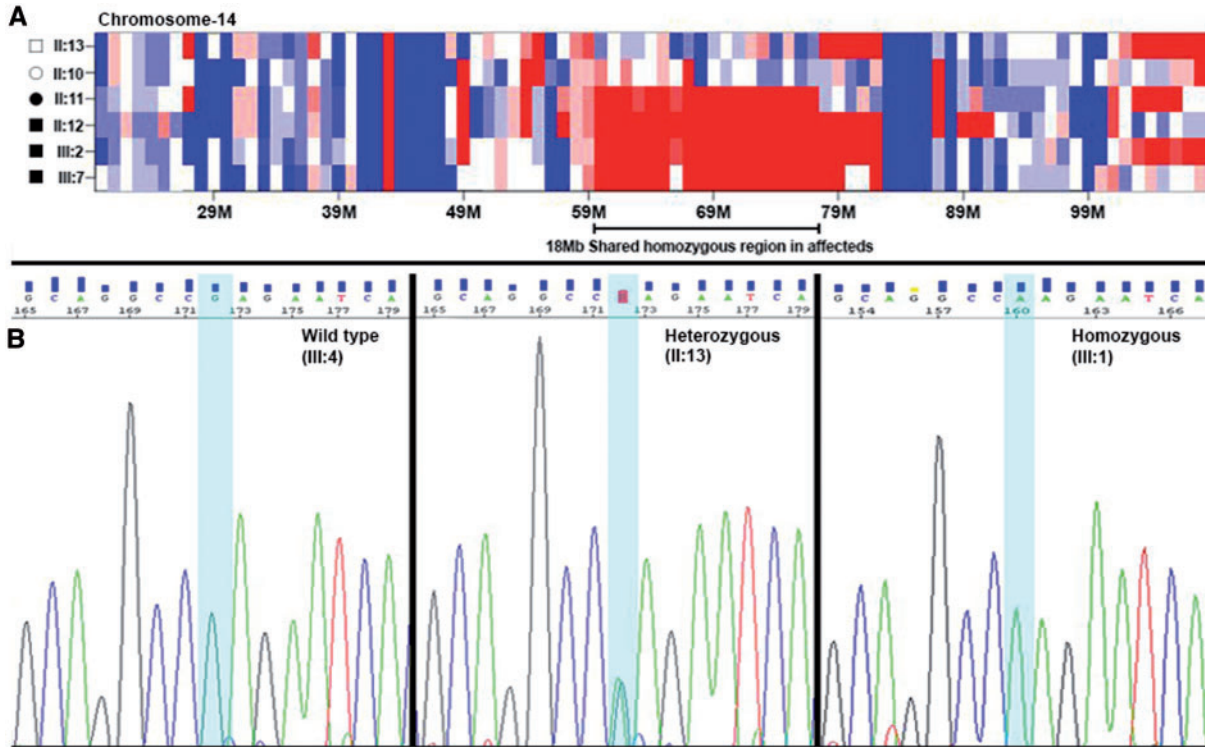 A
Chromosome-14
II:13
II:10
II:11
II:12
III:2
III:7
29M 39M 49M 59M 69M 79M 89M 99M
18Mb Shared homozygous region in affecteds
B
G C A G G C C G A G A A T C A
165 167 169 171 173 175 177 179
Wild type
(III:4)
G C A G G C C R A G A A T C A
165 167 169 171 173 175 177 179
Heterozygous
(II:13)
G C A G G C C A A G A A T C A
154 157 160 163 166
Homozygous
(III:1)